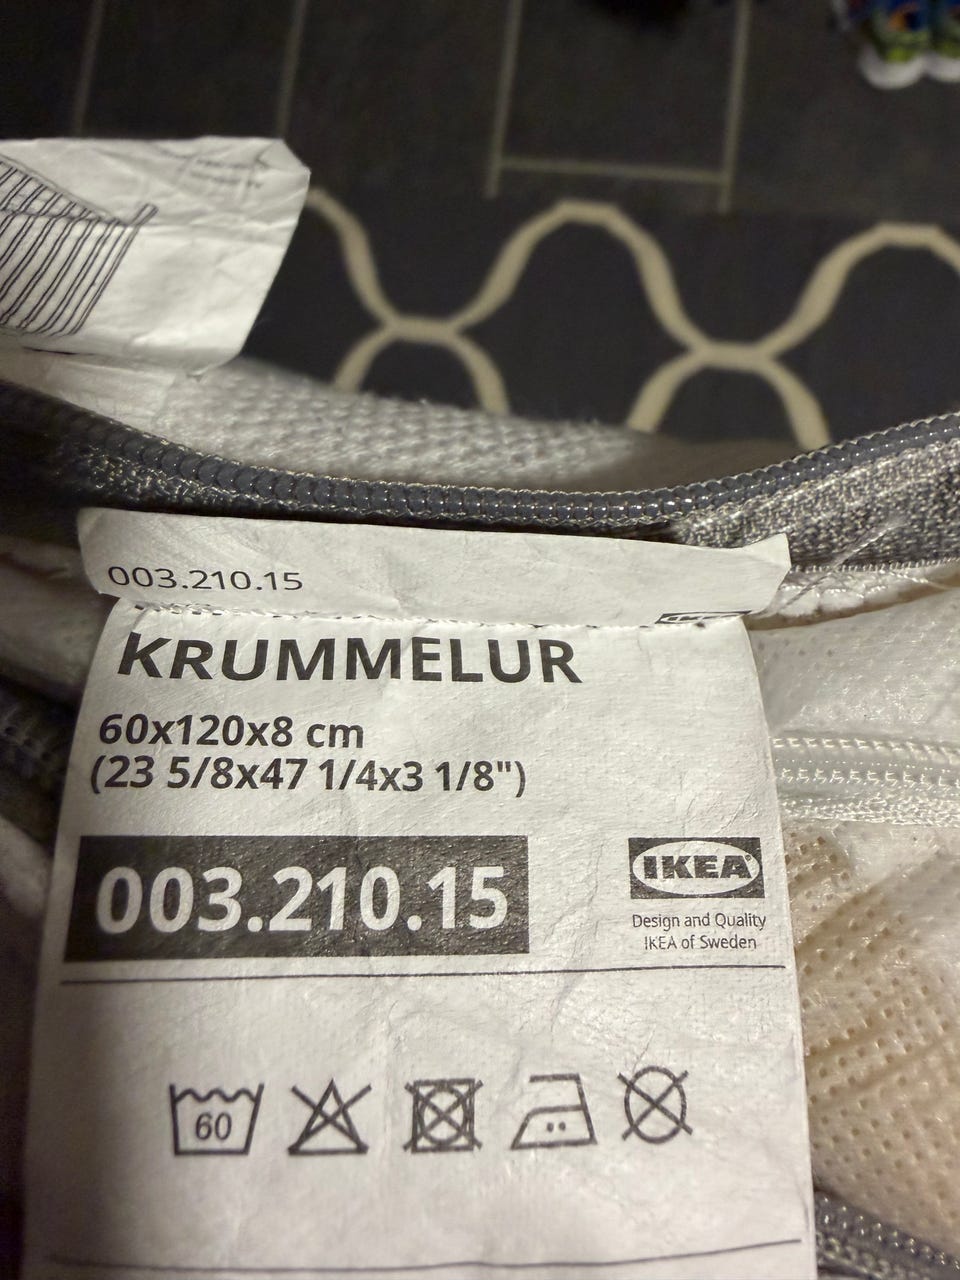 003.210.15
KRUMMELUR
60x120x8 cm
(23 5/8x47 1/4x3 1/8")
003.210.15
IKEA®
Design and Quality
IKEA of Sweden
60